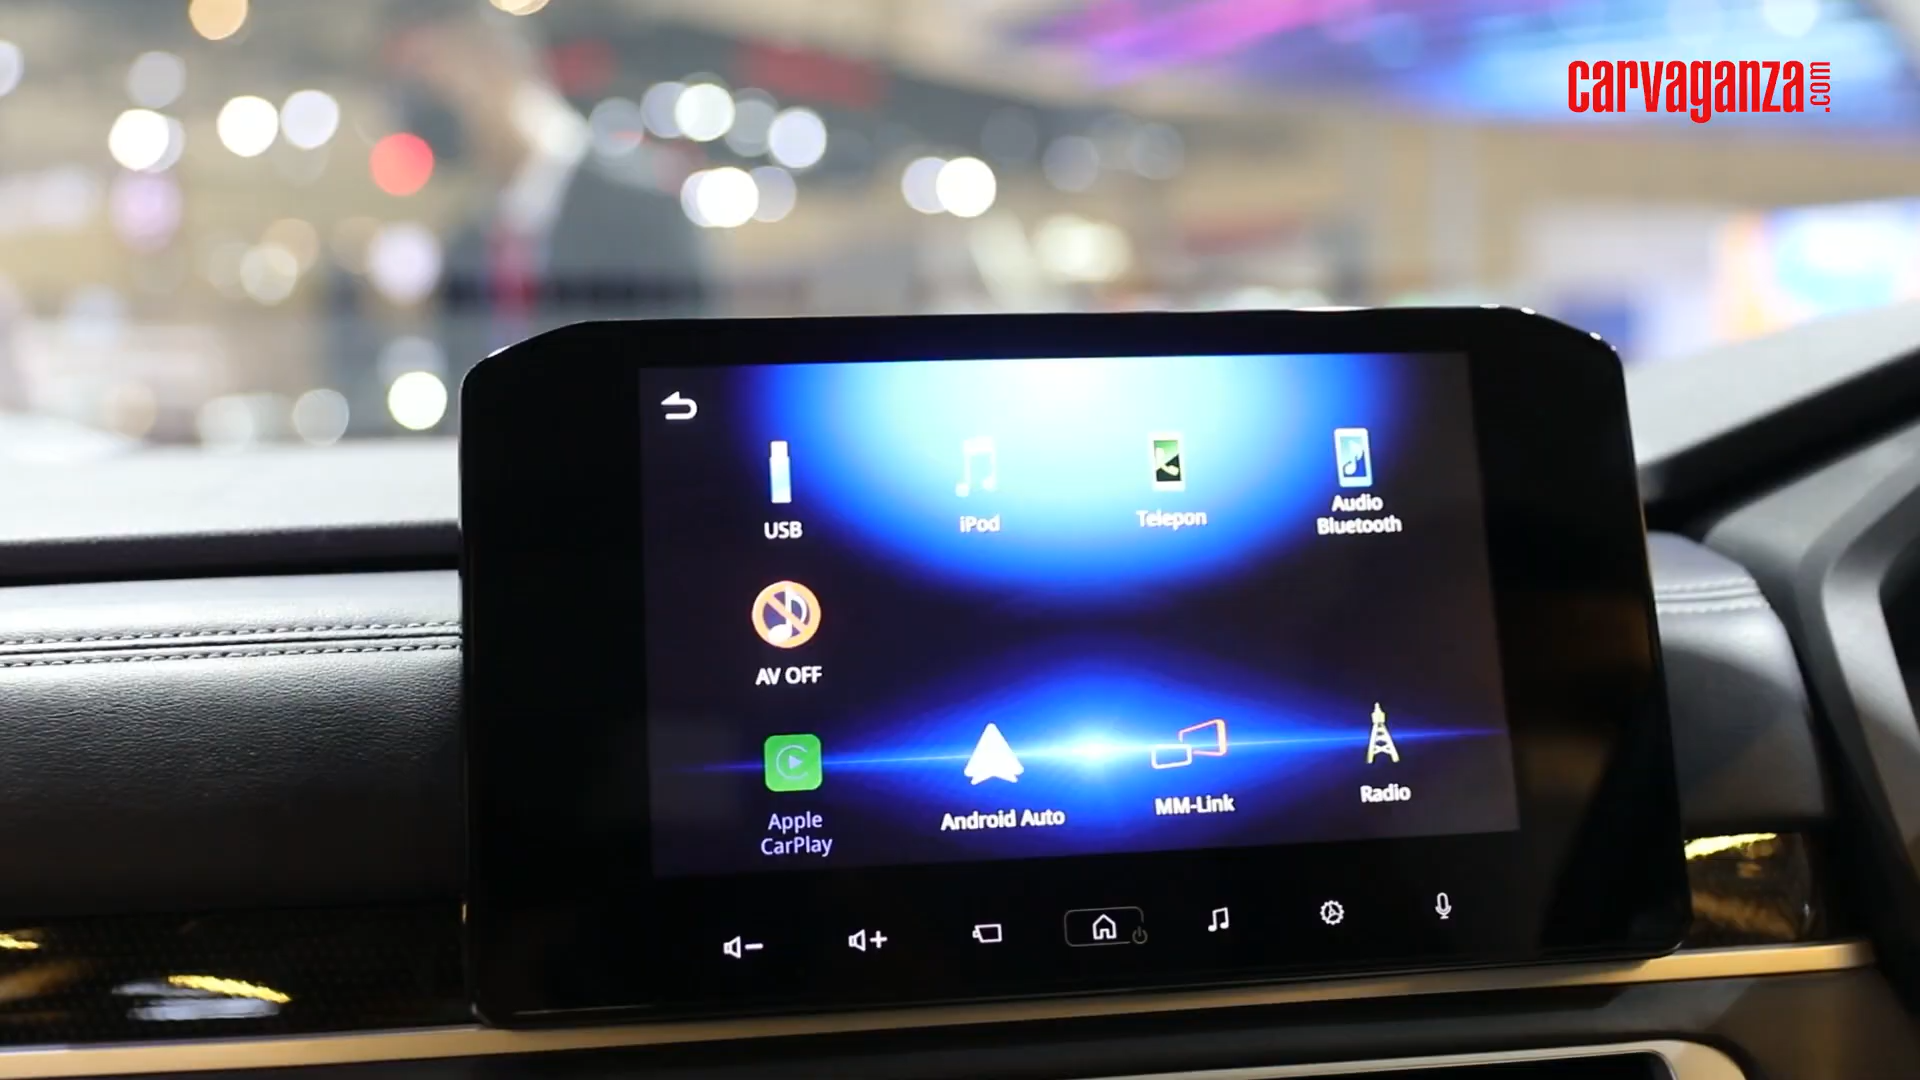 carvaganza.com
USB
iPod
Telepon
Audio
Bluetooth
AV OFF
Apple
CarPlay
Android Auto
MM-Link
Radio